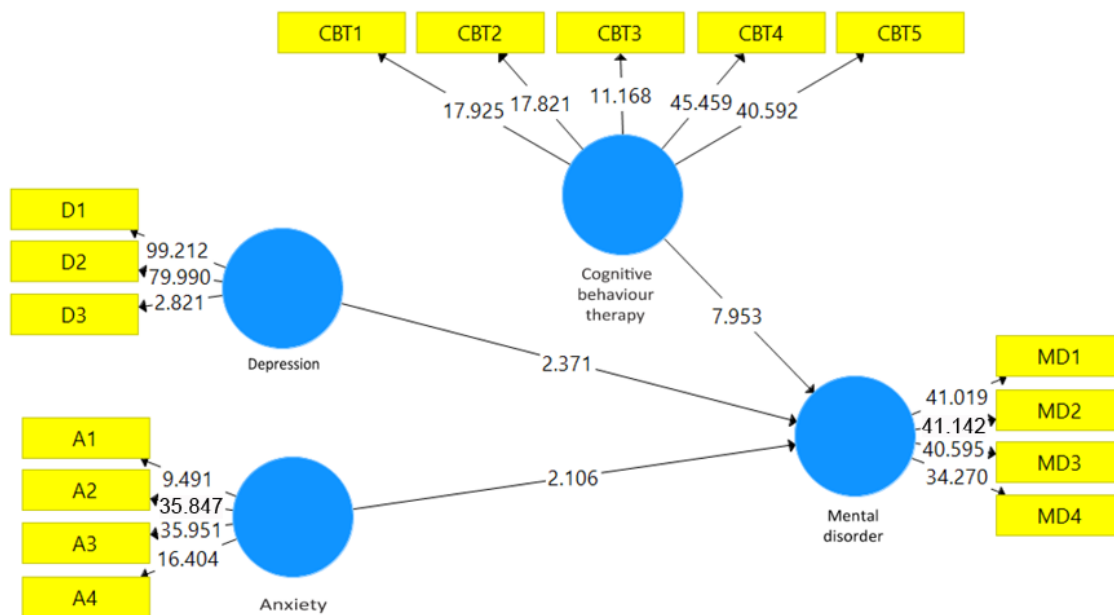 CBT1 CBT2 CBT3 CBT4 CBT5
17.925 17.821 11.168 45.459 40.592
Cognitive
behaviour
therapy
D1
D2
D3
99.212
79.990
2.821
Depression
7.953
2.371
2.106
A1
A2
A3
A4
9.491
35.847
35.951
16.404
Anxiety
MD1
MD2
MD3
MD4
41.019
41.142
40.595
34.270
Mental
disorder